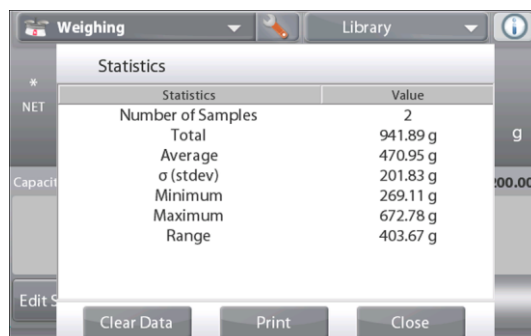 Weighing Library
Statistics
*
NET
Statistics Value
Number of Samples 2
Total 941.89 g
g
Average 470.95 g
σ (stdev) 201.83 g
Minimum 269.11 g
Maximum 672.78 g
Range 403.67 g
Edit
Clear Data Print Close